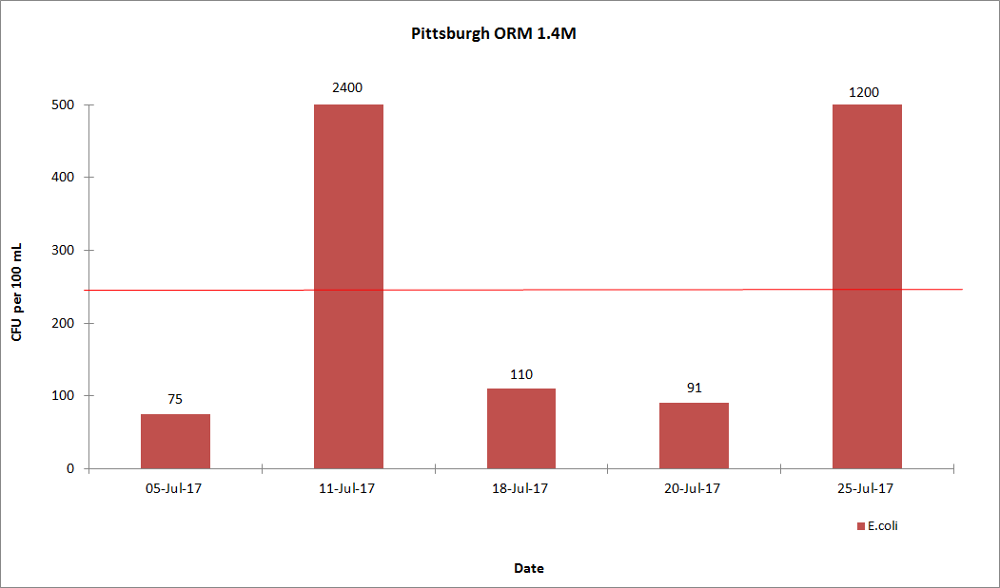 Pittsburgh ORM 1.4M
2400
1200
500
400
300
200
100
0
CFU per 100 mL
75
110
91
05-Jul-17
11-Jul-17
18-Jul-17
20-Jul-17
25-Jul-17
E.coli
Date